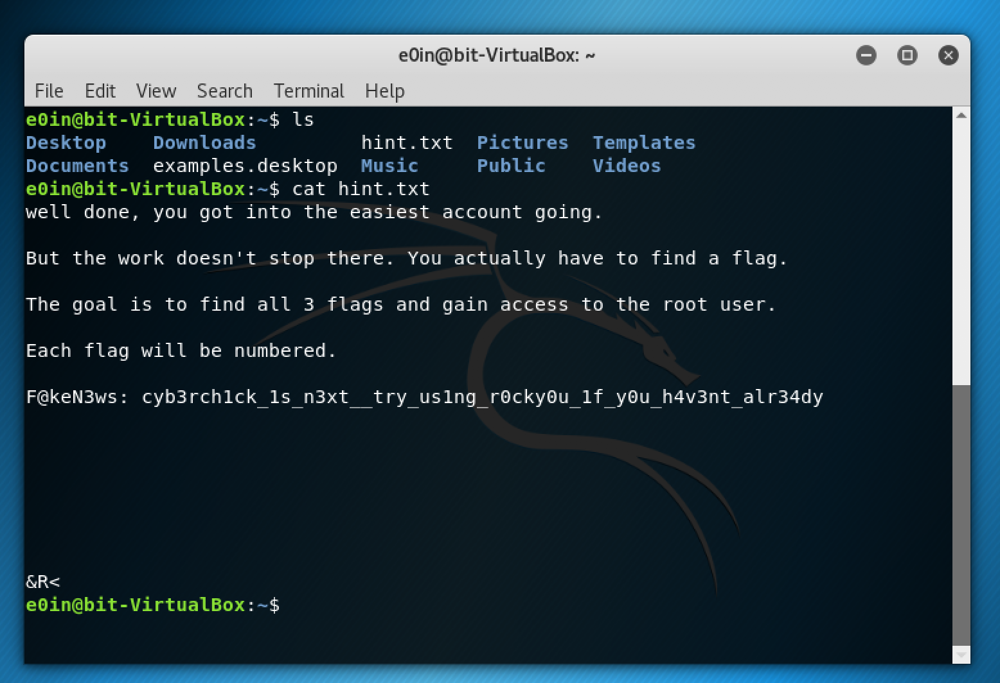 e0in@bit-VirtualBox: ~
File Edit View Search Terminal Help
e0in@bit-VirtualBox:~$ ls
Desktop Downloads hint.txt Pictures Templates
Documents examples.desktop Music Public Videos
e0in@bit-VirtualBox:~$ cat hint.txt
well done, you got into the easiest account going.
But the work doesn't stop there. You actually have to find a flag.
The goal is to find all 3 flags and gain access to the root user.
Each flag will be numbered.
F@keN3ws: cyb3rch1ck_1s_n3xt__try_us1ng_r0cky0u_1f_y0u_h4v3nt_alr34dy
&R<
e0in@bit-VirtualBox:~$